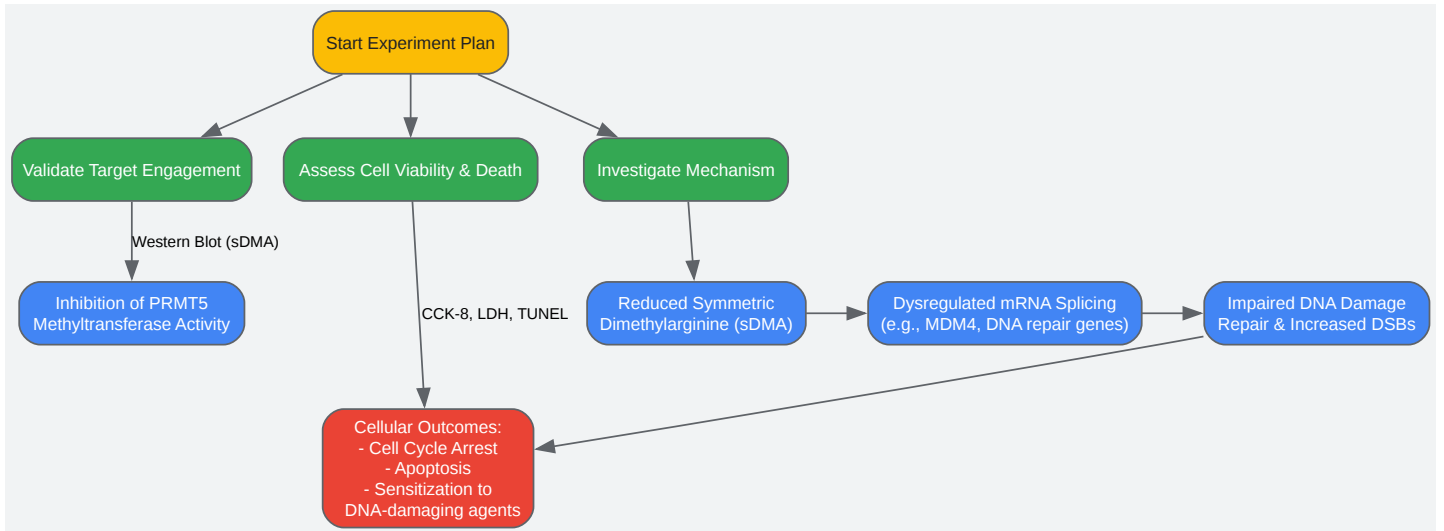 Start Experiment Plan
Validate Target Engagement
Assess Cell Viability & Death
Investigate Mechanism
Western Blot (sDMA)
Inhibition of PRMT5
Methyltransferase Activity
CCK-8, LDH, TUNEL
Reduced Symmetric
Dimethylarginine (sDMA)
Dysregulated mRNA Splicing
(e.g., MDM4, DNA repair genes)
Impaired DNA Damage
Repair & Increased DSBs
Cellular Outcomes:
- Cell Cycle Arrest
- Apoptosis
- Sensitization to
DNA-damaging agents